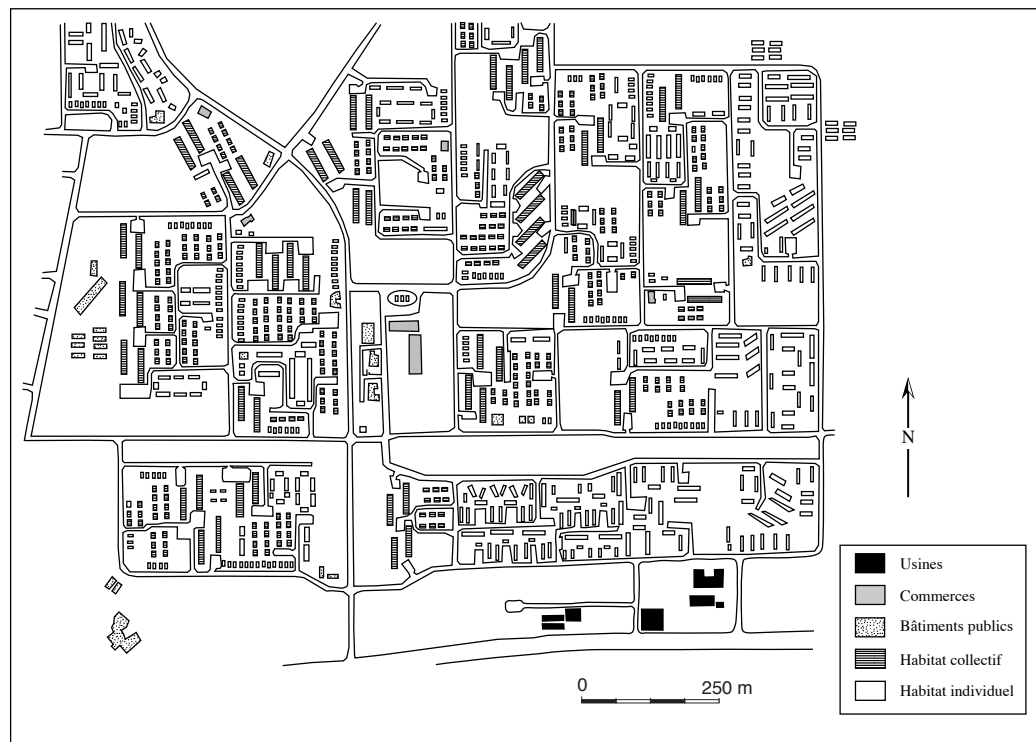 N
Usines
Commerces
Bâtiments publics
Habitat collectif
Habitat individuel
0 250 m